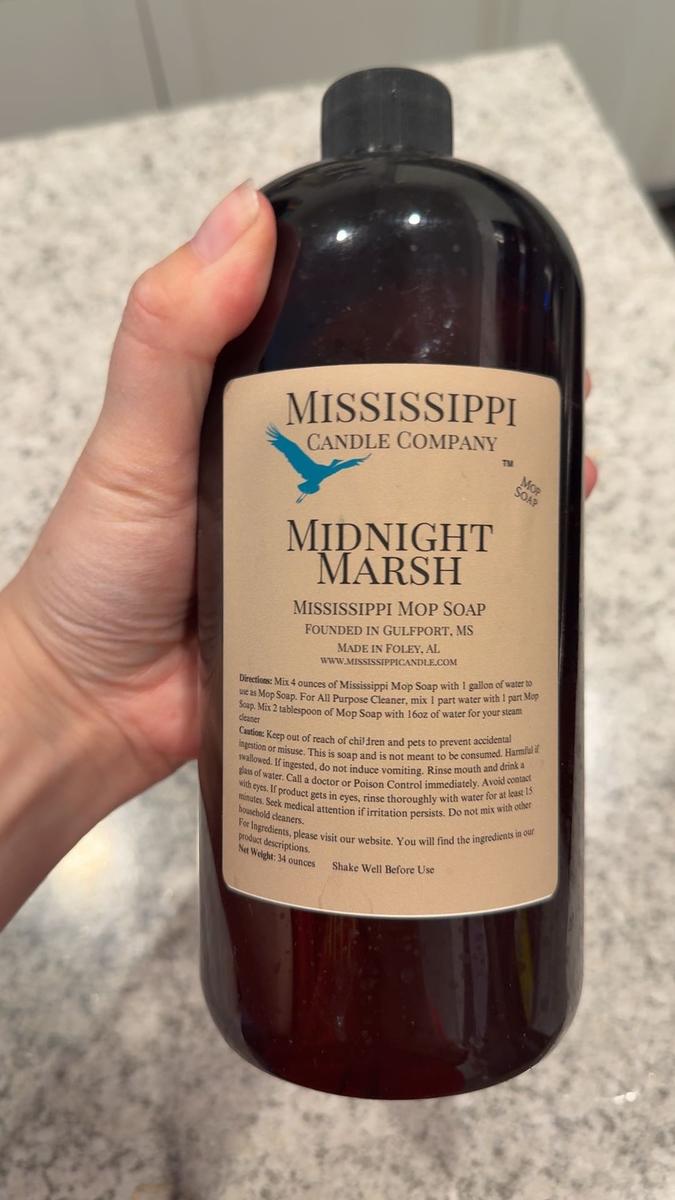 MISSISSIPPI
CANDLE COMPANY
™
MOP
SOAP
MIDNIGHT
MARSH
MISSISSIPPI MOP SOAP
FOUNDED IN GULFPORT, MS
MADE IN FOLEY, AL
WWW.MISSISSIPPICANDLE.COM
Directions: Mix 4 ounces of Mississippi Mop Soap with 1 gallon of water to
use as Mop Soap. For All Purpose Cleaner, mix 1 part water with 1 part Mop
Soap. Mix 2 tablespoon of Mop Soap with 16oz of water for your steam
cleaner
Caution: Keep out of reach of children and pets to prevent accidental
ingestion or misuse. This is soap and is not meant to be consumed. Harmful if
swallowed. If ingested, do not induce vomiting. Rinse mouth and drink a
glass of water. Call a doctor or Poison Control immediately. Avoid contact
with eyes. If product gets in eyes, rinse thoroughly with water for at least 15
minutes. Seek medical attention if irritation persists. Do not mix with other
household cleaners.
For Ingredients, please visit our website. You will find the ingredients in our
product descriptions.
Net Weight: 34 ounces Shake Well Before Use